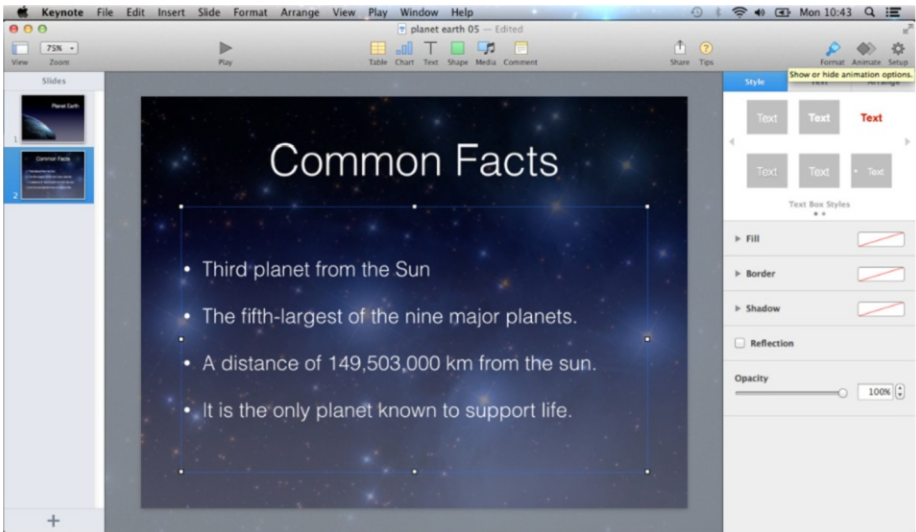 Keynote File Edit Insert Slide Format Arrange View Play Window Help Mon 10:43
planet earth 05 — Edited
75%
View Zoom Play Table Chart Text Shape Media Comment Share Tips Format Animate Setup
Show or hide animation options.
Slides
Style Text Arrange
Planet Earth
1
Common Facts
2
Common Facts
• Third planet from the Sun
• The fifth-largest of the nine major planets.
• A distance of 149,503,000 km from the sun.
• It is the only planet known to support life.
Text Text Text
Text Text • Text
Text Box Styles
Fill
Border
Shadow
Reflection
Opacity
100%